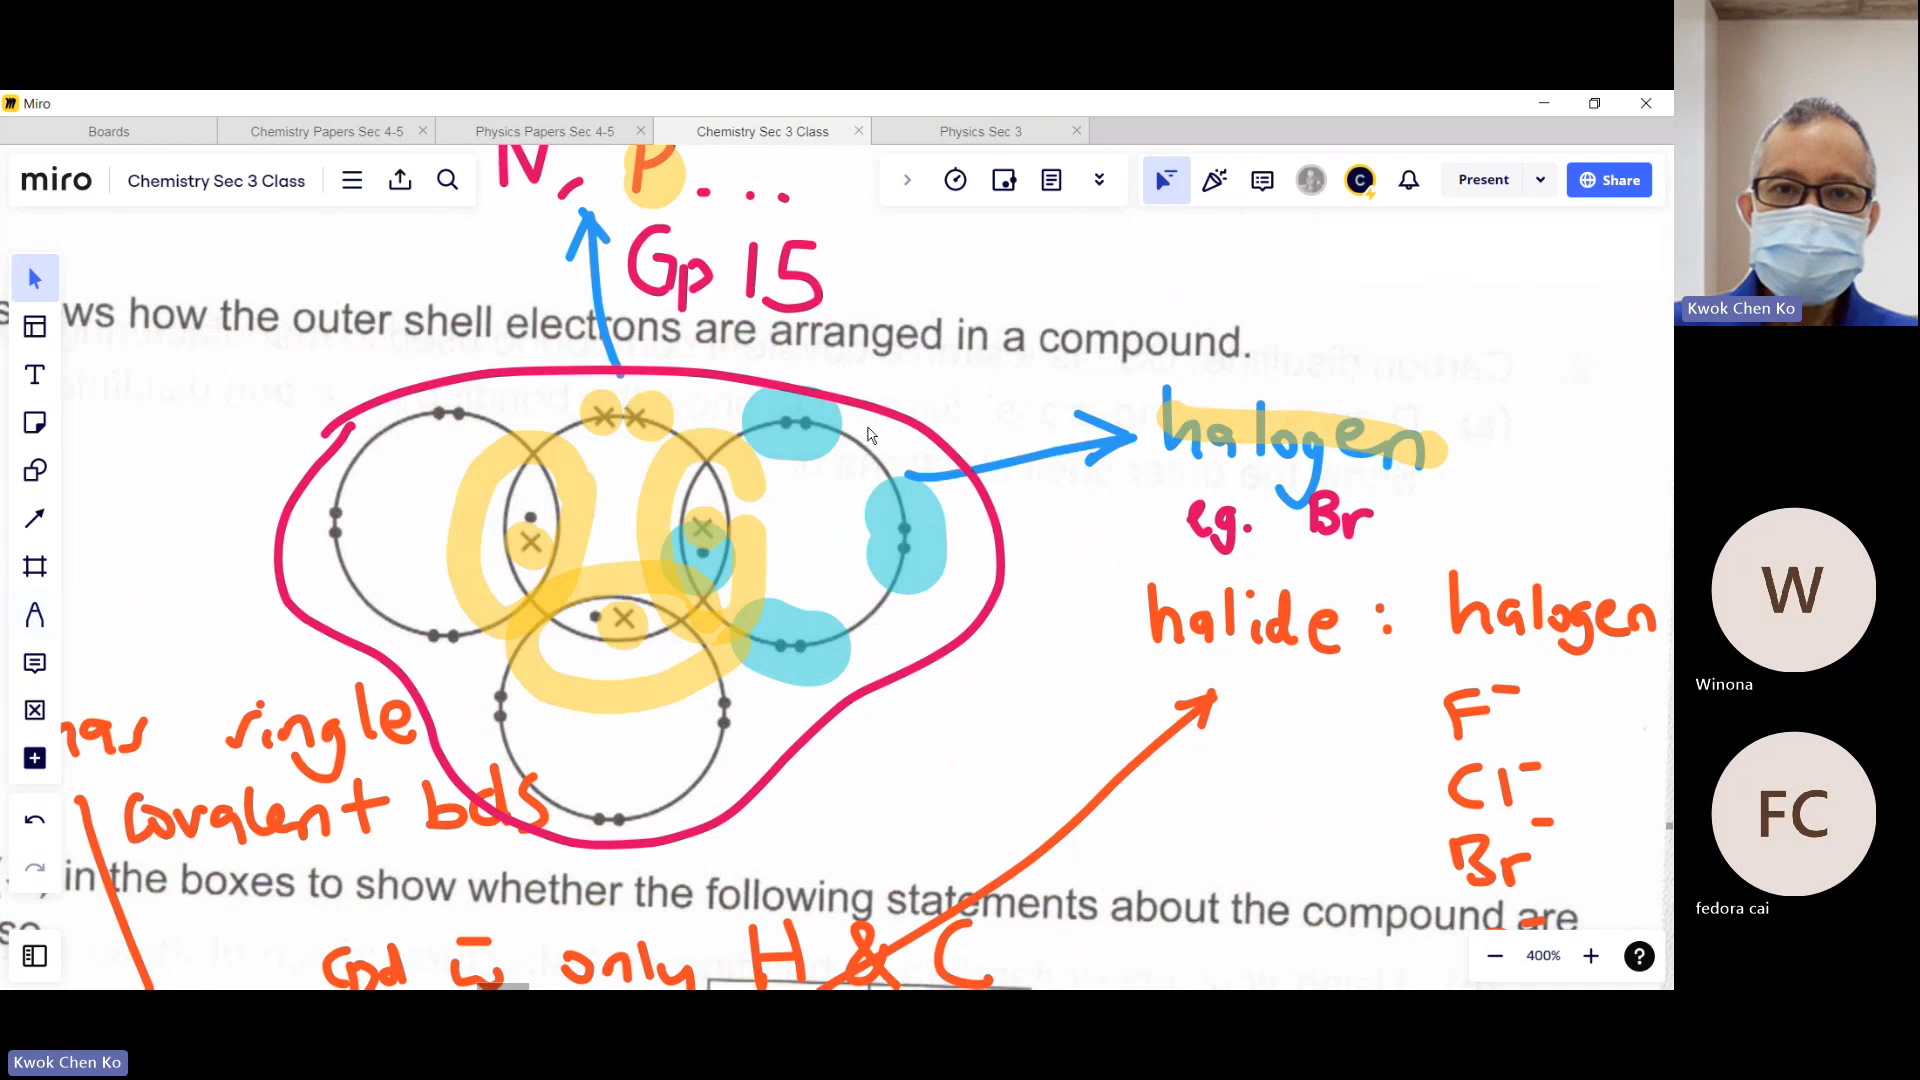 Miro
Boards
Chemistry Papers Sec 4-5
Physics Papers Sec 4-5
Chemistry Sec 3 Class
Physics Sec 3
miro
Chemistry Sec 3 Class
Present
Share
N, P...
Gp 15
ws how the outer shell electrons are arranged in a compound.
halogen
eg. Br
halide : halogen
F⁻
Cl⁻
Br⁻
has single
covalent bds
in the boxes to show whether the following statements about the compound are
cpd c̄ only H & C
400%
Kwok Chen Ko
W
Winona
FC
fedora cai
Kwok Chen Ko